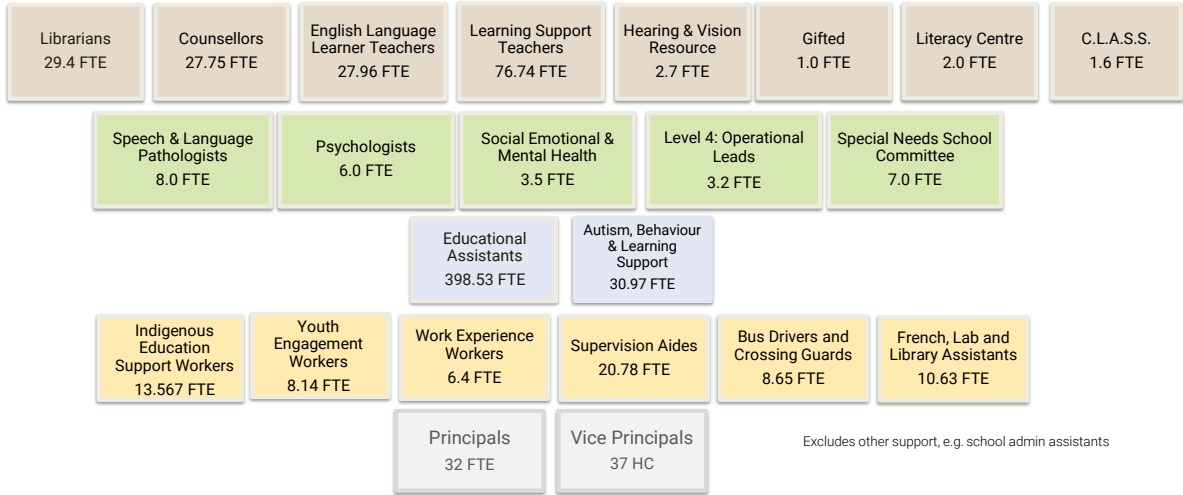 Librarians
29.4 FTE
Counsellors
27.75 FTE
English Language
Learner Teachers
27.96 FTE
Learning Support
Teachers
76.74 FTE
Hearing & Vision
Resource
2.7 FTE
Gifted
1.0 FTE
Literacy Centre
2.0 FTE
C.L.A.S.S.
1.6 FTE
Speech & Language
Pathologists
8.0 FTE
Psychologists
6.0 FTE
Social Emotional &
Mental Health
3.5 FTE
Level 4: Operational
Leads
3.2 FTE
Special Needs School
Committee
7.0 FTE
Educational
Assistants
398.53 FTE
Autism, Behaviour
& Learning
Support
30.97 FTE
Indigenous
Education
Support Workers
13.567 FTE
Youth
Engagement
Workers
8.14 FTE
Work Experience
Workers
6.4 FTE
Supervision Aides
20.78 FTE
Bus Drivers and
Crossing Guards
8.65 FTE
French, Lab and
Library Assistants
10.63 FTE
Principals
32 FTE
Vice Principals
37 HC
Excludes other support, e.g. school admin assistants